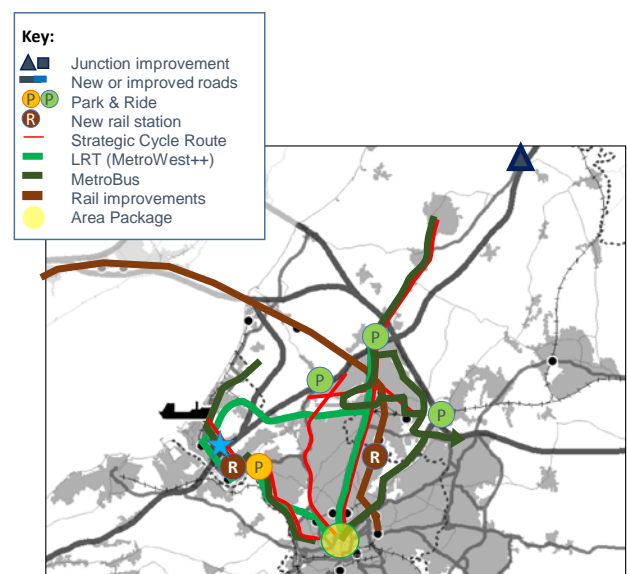 Key:
Junction improvement
New or improved roads
P P Park & Ride
R New rail station
Strategic Cycle Route
LRT (MetroWest++)
MetroBus
Rail improvements
Area Package
P
P
P
R
R P